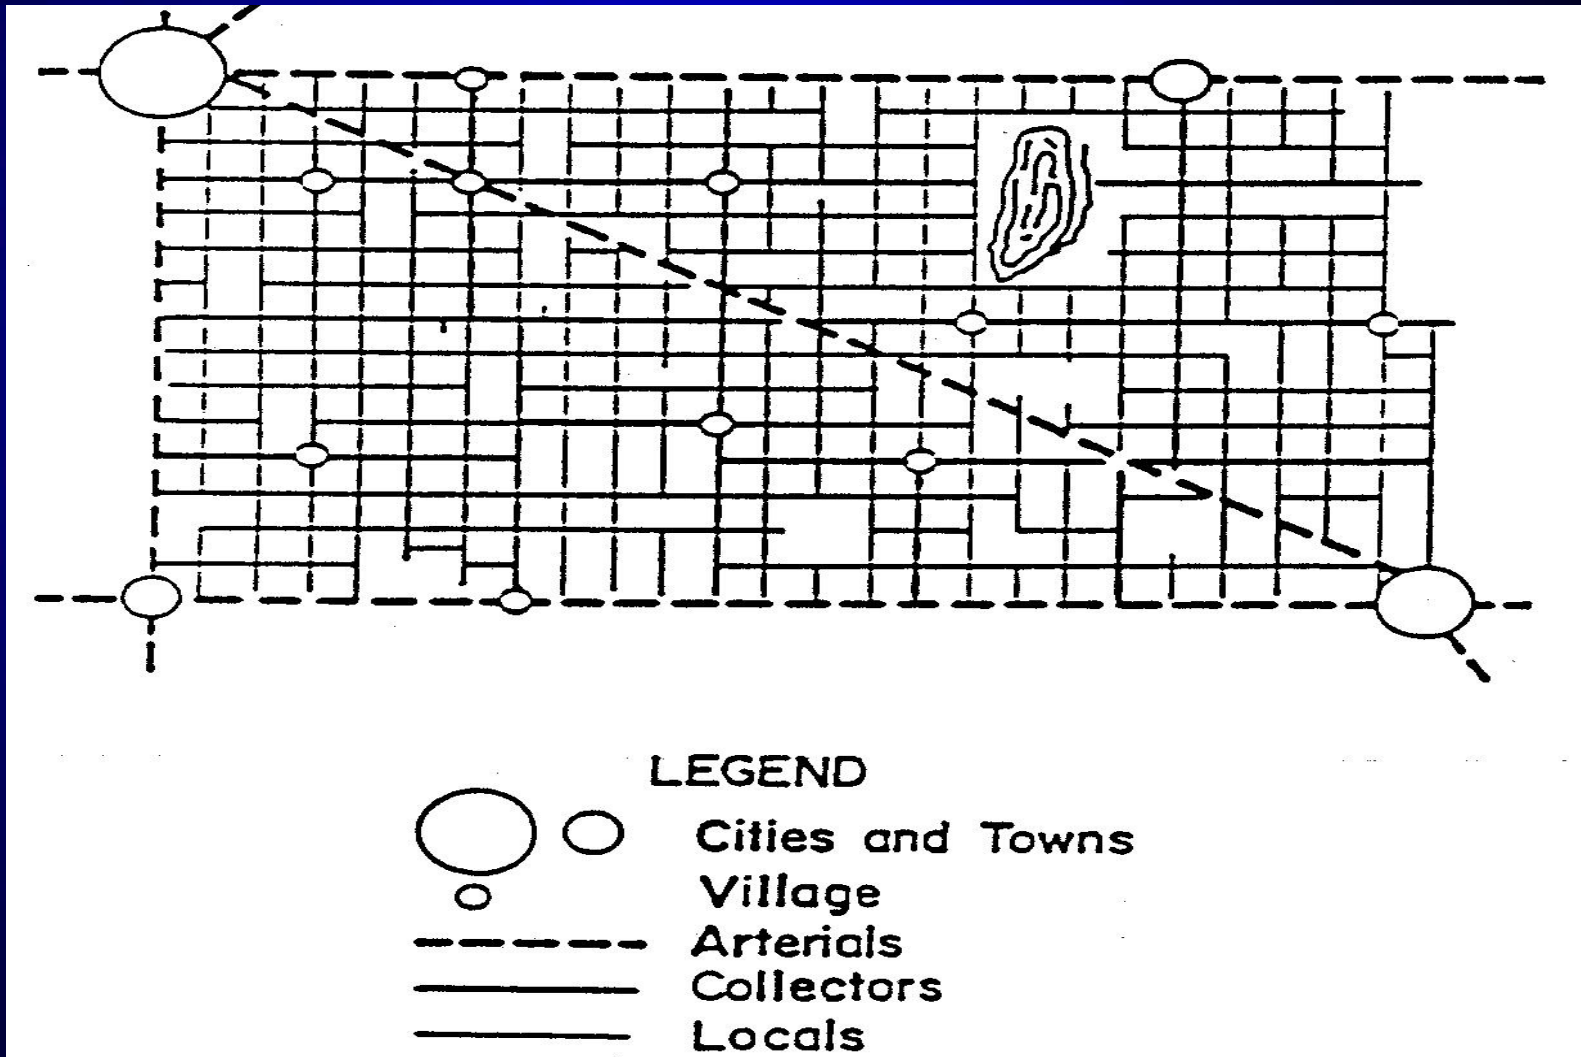 LEGEND
Cities and Towns
Village
Arterials
Collectors
Locals